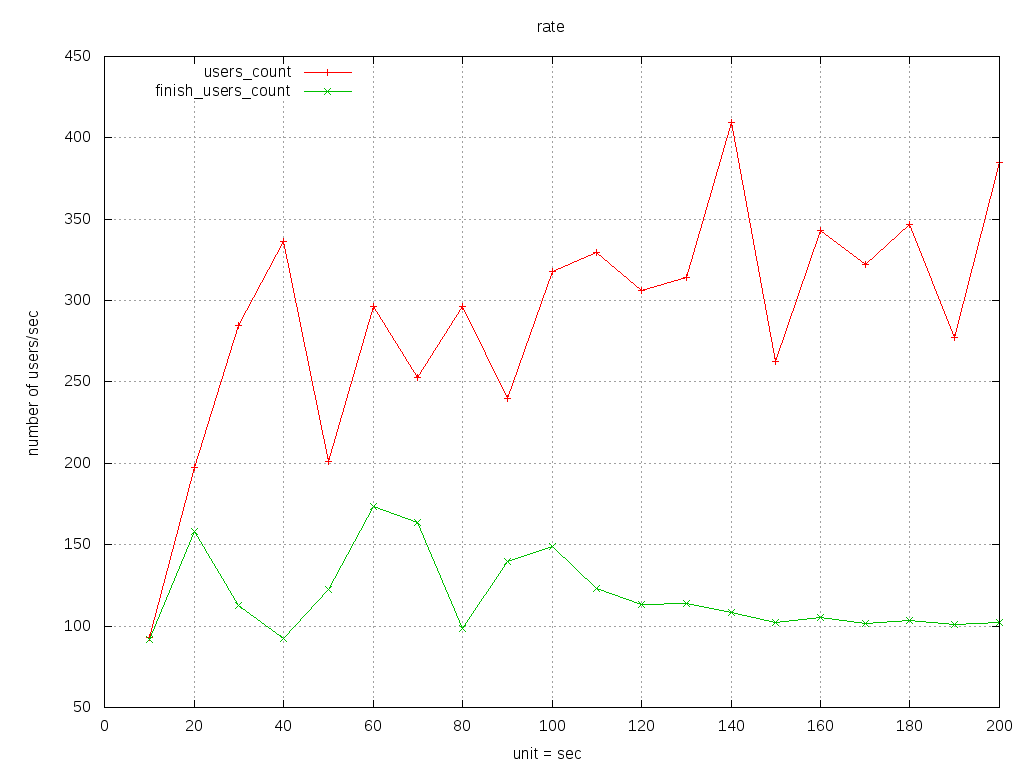 rate
450
400
350
300
250
200
150
100
50
users_count
finish_users_count
number of users/sec
0 20 40 60 80 100 120 140 160 180 200
unit = sec